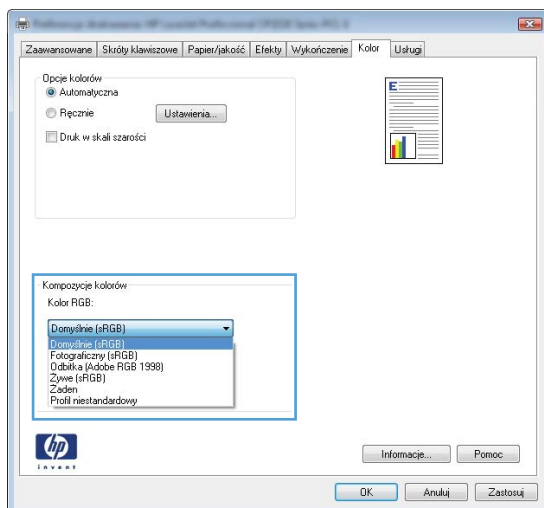 Zaawansowane Skróty klawiszowe Papier/jakość Efekty Wykończenie Kolor Usługi
Opcje kolorów
Automatyczna
Ręcznie
Ustawienia...
Druk w skali szarości
E
Kompozycje kolorów
Kolor RGB:
Domyślnie (sRGB)
Domyślnie (sRGB)
Fotograficzny (sRGB)
Odbitka (Adobe RGB 1998)
Żywe (sRGB)
Żaden
Profil niestandardowy
hp
invent
Informacje... Pomoc
OK Anuluj Zastosuj